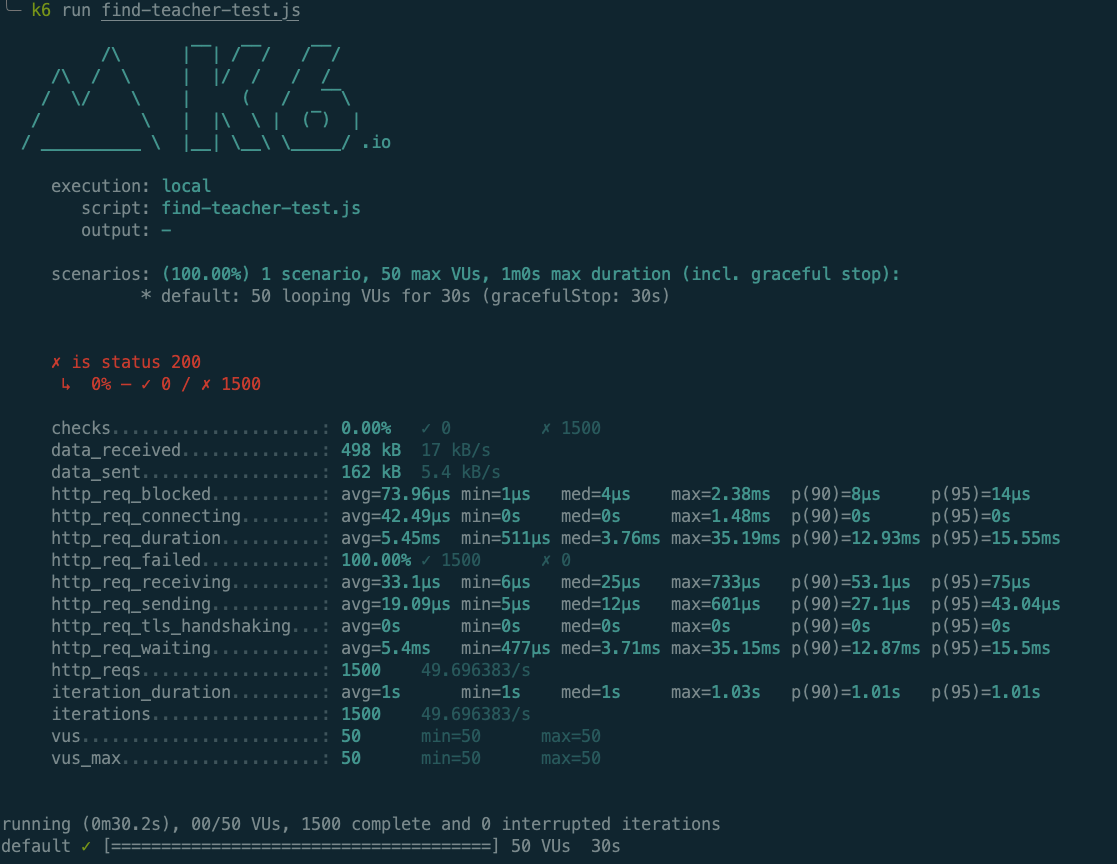 └─ k6 run find-teacher-test.js
          /\      |‾‾| /‾‾/   /‾‾/
     /\  /  \     |  |/  /   /  /
    /  \/    \    |     (   /   ‾‾\
   /          \   |  |\  \ |  (‾)  |
  / __________ \  |__| \__\ \_____/ .io
execution: local
script: find-teacher-test.js
output: -
scenarios: (100.00%) 1 scenario, 50 max VUs, 1m0s max duration (incl. graceful stop):
* default: 50 looping VUs for 30s (gracefulStop: 30s)
✗ is status 200
↳  0% — ✓ 0 / ✗ 1500
checks.....................: 0.00%   ✓ 0         ✗ 1500
data_received..............: 498 kB  17 kB/s
data_sent..................: 162 kB  5.4 kB/s
http_req_blocked...........: avg=73.96µs min=1µs   med=4µs    max=2.38ms  p(90)=8µs     p(95)=14µs
http_req_connecting........: avg=42.49µs min=0s    med=0s     max=1.48ms  p(90)=0s      p(95)=0s
http_req_duration..........: avg=5.45ms  min=511µs med=3.76ms max=35.19ms p(90)=12.93ms p(95)=15.55ms
http_req_failed............: 100.00% ✓ 1500      ✗ 0
http_req_receiving.........: avg=33.1µs  min=6µs   med=25µs   max=733µs   p(90)=53.1µs  p(95)=75µs
http_req_sending...........: avg=19.09µs min=5µs   med=12µs   max=601µs   p(90)=27.1µs  p(95)=43.04µs
http_req_tls_handshaking...: avg=0s      min=0s    med=0s     max=0s      p(90)=0s      p(95)=0s
http_req_waiting...........: avg=5.4ms   min=477µs med=3.71ms max=35.15ms p(90)=12.87ms p(95)=15.5ms
http_reqs..................: 1500    49.696383/s
iteration_duration.........: avg=1s      min=1s    med=1s     max=1.03s   p(90)=1.01s   p(95)=1.01s
iterations.................: 1500    49.696383/s
vus........................: 50      min=50      max=50
vus_max....................: 50      min=50      max=50
running (0m30.2s), 00/50 VUs, 1500 complete and 0 interrupted iterations
default ✓ [======================================] 50 VUs  30s